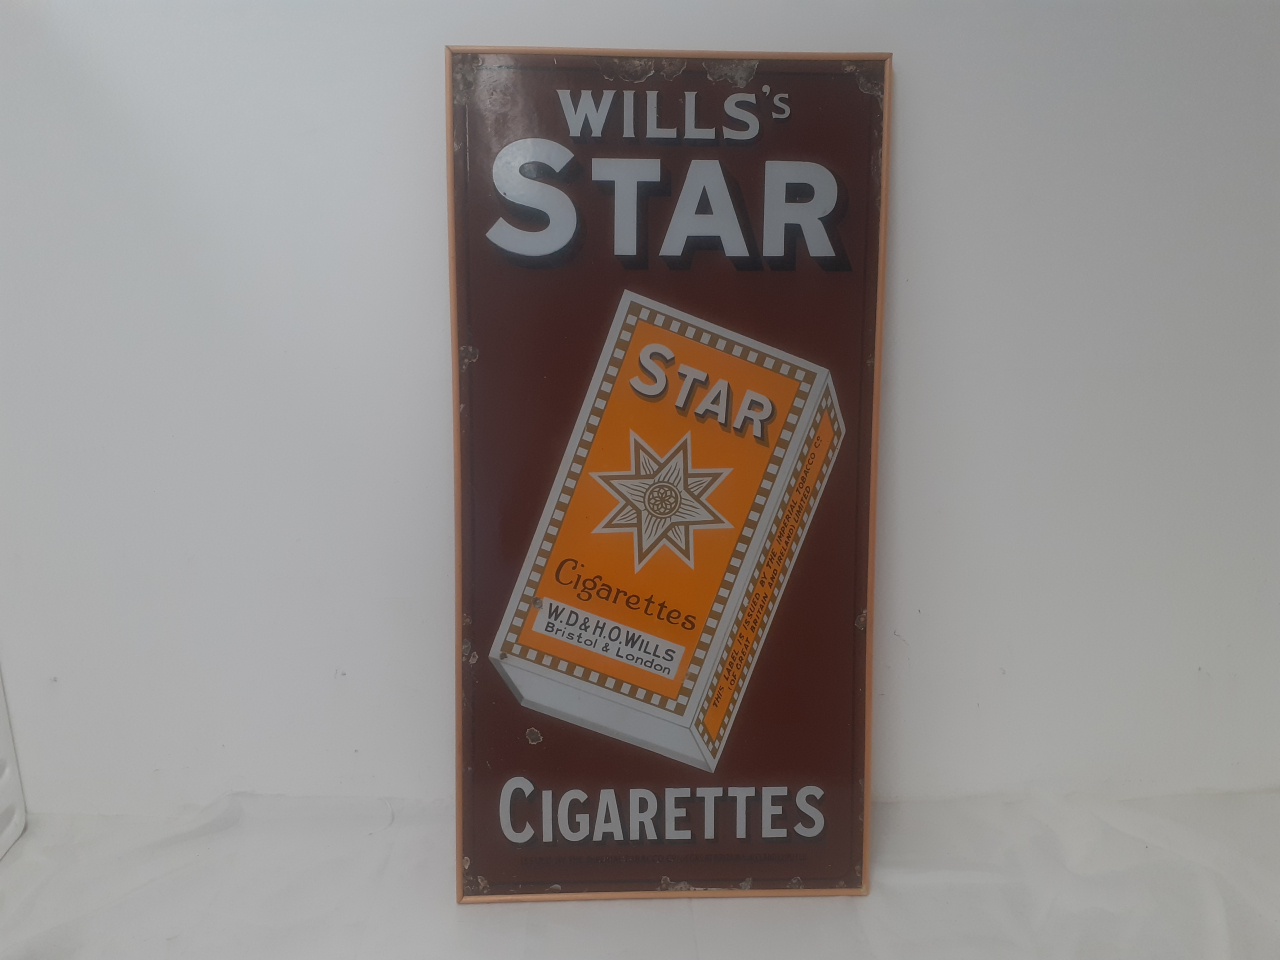 WILLS'S
STAR
STAR
Cigarettes
W.D & H.O. WILLS
Bristol & London
THIS LABEL IS ISSUED BY THE IMPERIAL TOBACCO Co
(OF GREAT BRITAIN AND IRELAND) LIMITED
CIGARETTES